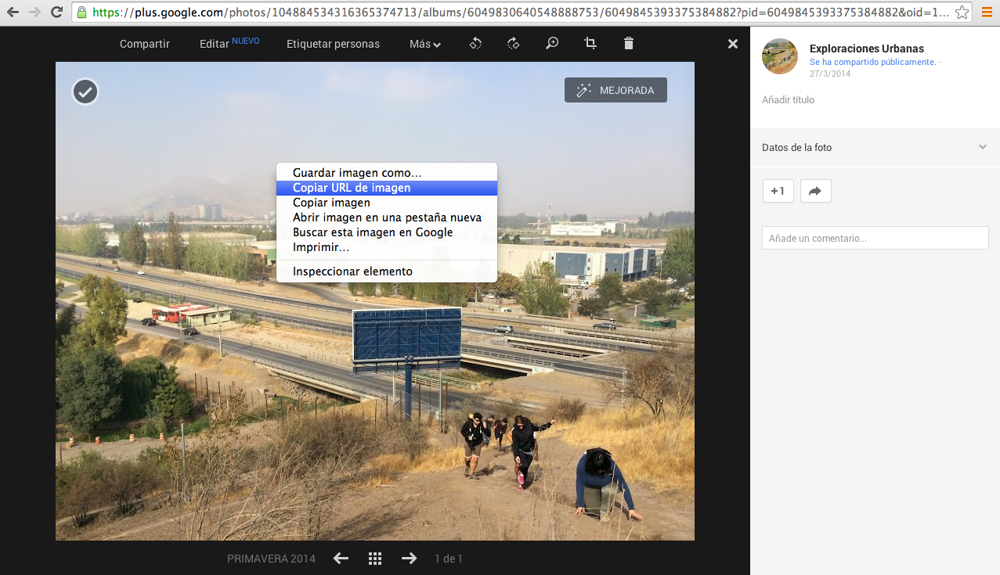 https://plus.google.com/photos/104884534316365374713/albums/6049830640548888753/6049845393375384882?pid=6049845393375384882&oid=1...
Compartir
Editar NUEVO
Etiquetar personas
Más
MEJORADA
Guardar imagen como...
Copiar URL de imagen
Copiar imagen
Abrir imagen en una pestaña nueva
Buscar esta imagen en Google
Imprimir...
Inspeccionar elemento
PRIMAVERA 2014
1 de 1
Exploraciones Urbanas
Se ha compartido públicamente. -
27/3/2014
Añadir título
Datos de la foto
+1
Añade un comentario...